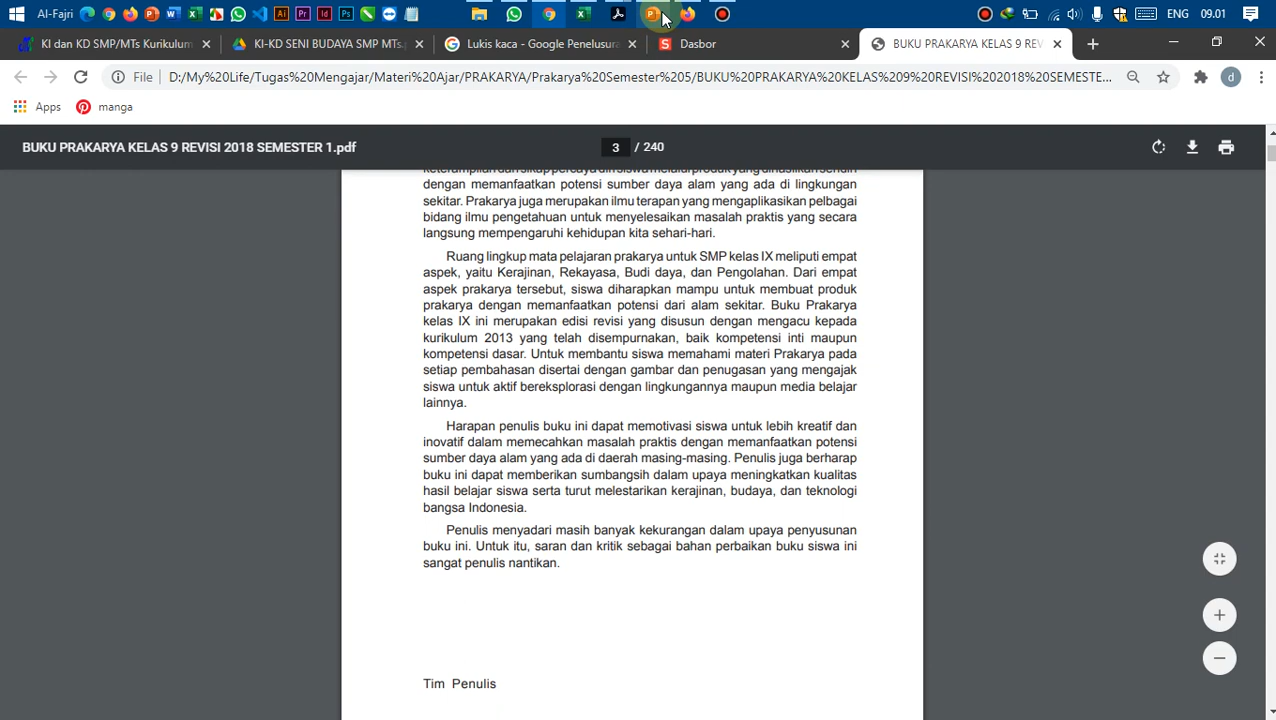 Al-Fajri
ENG
09.01
KI dan KD SMP/MTs Kurikulum
KI-KD SENI BUDAYA SMP MTs.
Lukis kaca - Google Penelusura
Dasbor
BUKU PRAKARYA KELAS 9 REV
File
D:/My%20Life/Tugas%20Mengajar/Materi%20Ajar/PRAKARYA/Prakarya%20Semester%205/BUKU%20PRAKARYA%20KELAS%209%20REVISI%202018%20SEMESTE...
d
Apps
manga
BUKU PRAKARYA KELAS 9 REVISI 2018 SEMESTER 1.pdf
3 / 240
keterampilan dan sikap percaya diri siswa melalui produk yang dihasilkan sendiri
dengan memanfaatkan potensi sumber daya alam yang ada di lingkungan
sekitar. Prakarya juga merupakan ilmu terapan yang mengaplikasikan pelbagai
bidang ilmu pengetahuan untuk menyelesaikan masalah praktis yang secara
langsung mempengaruhi kehidupan kita sehari-hari.
Ruang lingkup mata pelajaran prakarya untuk SMP kelas IX meliputi empat
aspek, yaitu Kerajinan, Rekayasa, Budi daya, dan Pengolahan. Dari empat
aspek prakarya tersebut, siswa diharapkan mampu untuk membuat produk
prakarya dengan memanfaatkan potensi dari alam sekitar. Buku Prakarya
kelas IX ini merupakan edisi revisi yang disusun dengan mengacu kepada
kurikulum 2013 yang telah disempurnakan, baik kompetensi inti maupun
kompetensi dasar. Untuk membantu siswa memahami materi Prakarya pada
setiap pembahasan disertai dengan gambar dan penugasan yang mengajak
siswa untuk aktif bereksplorasi dengan lingkungannya maupun media belajar
lainnya.
Harapan penulis buku ini dapat memotivasi siswa untuk lebih kreatif dan
inovatif dalam memecahkan masalah praktis dengan memanfaatkan potensi
sumber daya alam yang ada di daerah masing-masing. Penulis juga berharap
buku ini dapat memberikan sumbangsih dalam upaya meningkatkan kualitas
hasil belajar siswa serta turut melestarikan kerajinan, budaya, dan teknologi
bangsa Indonesia.
Penulis menyadari masih banyak kekurangan dalam upaya penyusunan
buku ini. Untuk itu, saran dan kritik sebagai bahan perbaikan buku siswa ini
sangat penulis nantikan.
Tim Penulis